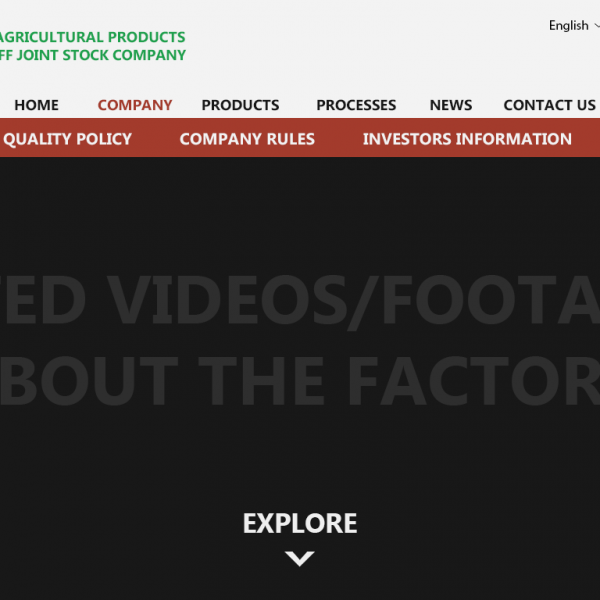 English
AGRICULTURAL PRODUCTS
FF JOINT STOCK COMPANY
HOME COMPANY PRODUCTS PROCESSES NEWS CONTACT US
QUALITY POLICY COMPANY RULES INVESTORS INFORMATION
TED VIDEOS/FOOTA
BOUT THE FACTOR
EXPLORE